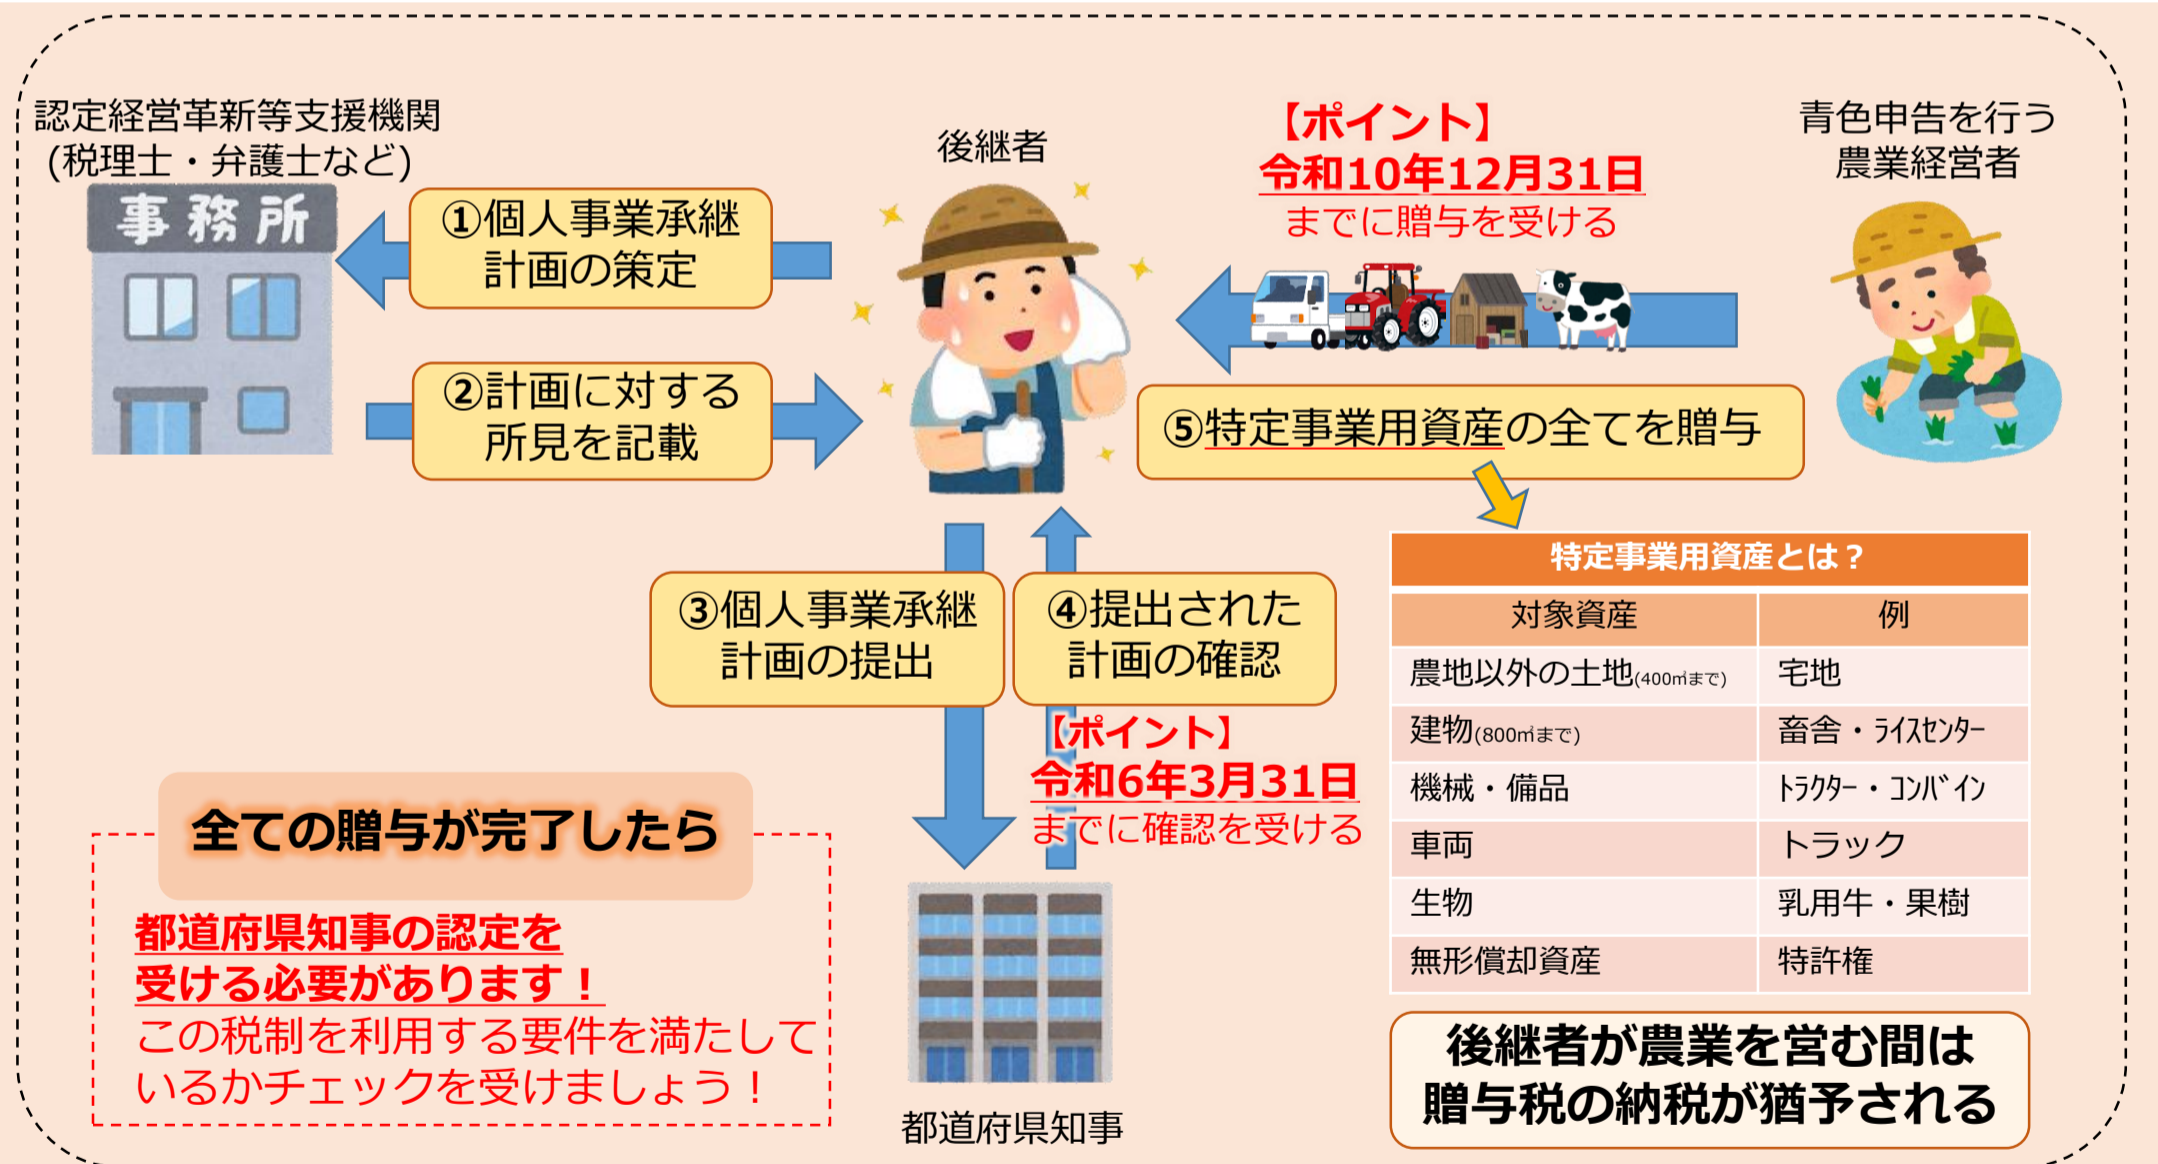 認定経営革新等支援機関
(税理士・弁護士など)
事務所
①個人事業承継
計画の策定
②計画に対する
所見を記載
後継者
【ポイント】
令和10年12月31日
までに贈与を受ける
青色申告を行う
農業経営者
⑤特定事業用資産の全てを贈与
③個人事業承継
計画の提出
④提出された
計画の確認
【ポイント】
令和6年3月31日
までに確認を受ける
都道府県知事
特定事業用資産とは？
対象資産 例
農地以外の土地(400㎡まで) 宅地
建物(800㎡まで) 畜舎・ﾗｲｽｾﾝﾀｰ
機械・備品 ﾄﾗｸﾀｰ・ｺﾝﾊﾞｲﾝ
車両 トラック
生物 乳用牛・果樹
無形償却資産 特許権
後継者が農業を営む間は
贈与税の納税が猶予される
全ての贈与が完了したら
都道府県知事の認定を
受ける必要があります！
この税制を利用する要件を満たして
いるかチェックを受けましょう！